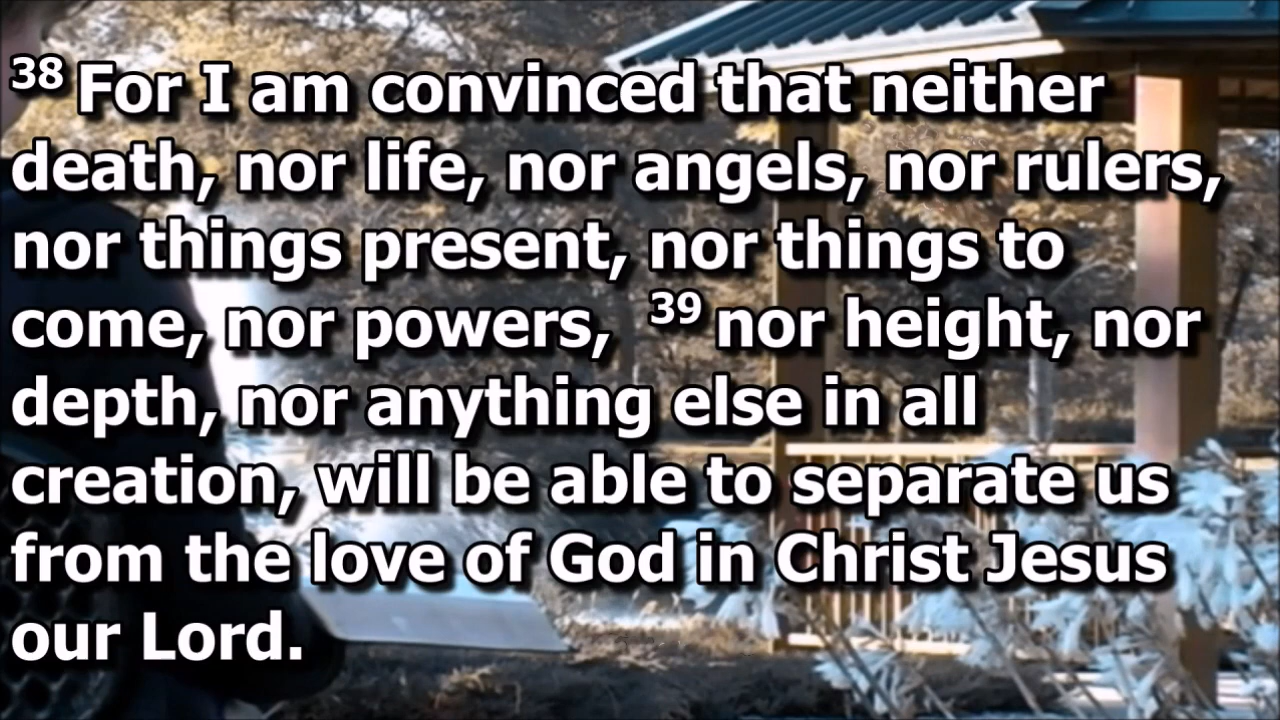 38 For I am convinced that neither
death, nor life, nor angels, nor rulers,
nor things present, nor things to
come, nor powers, 39 nor height, nor
depth, nor anything else in all
creation, will be able to separate us
from the love of God in Christ Jesus
our Lord.